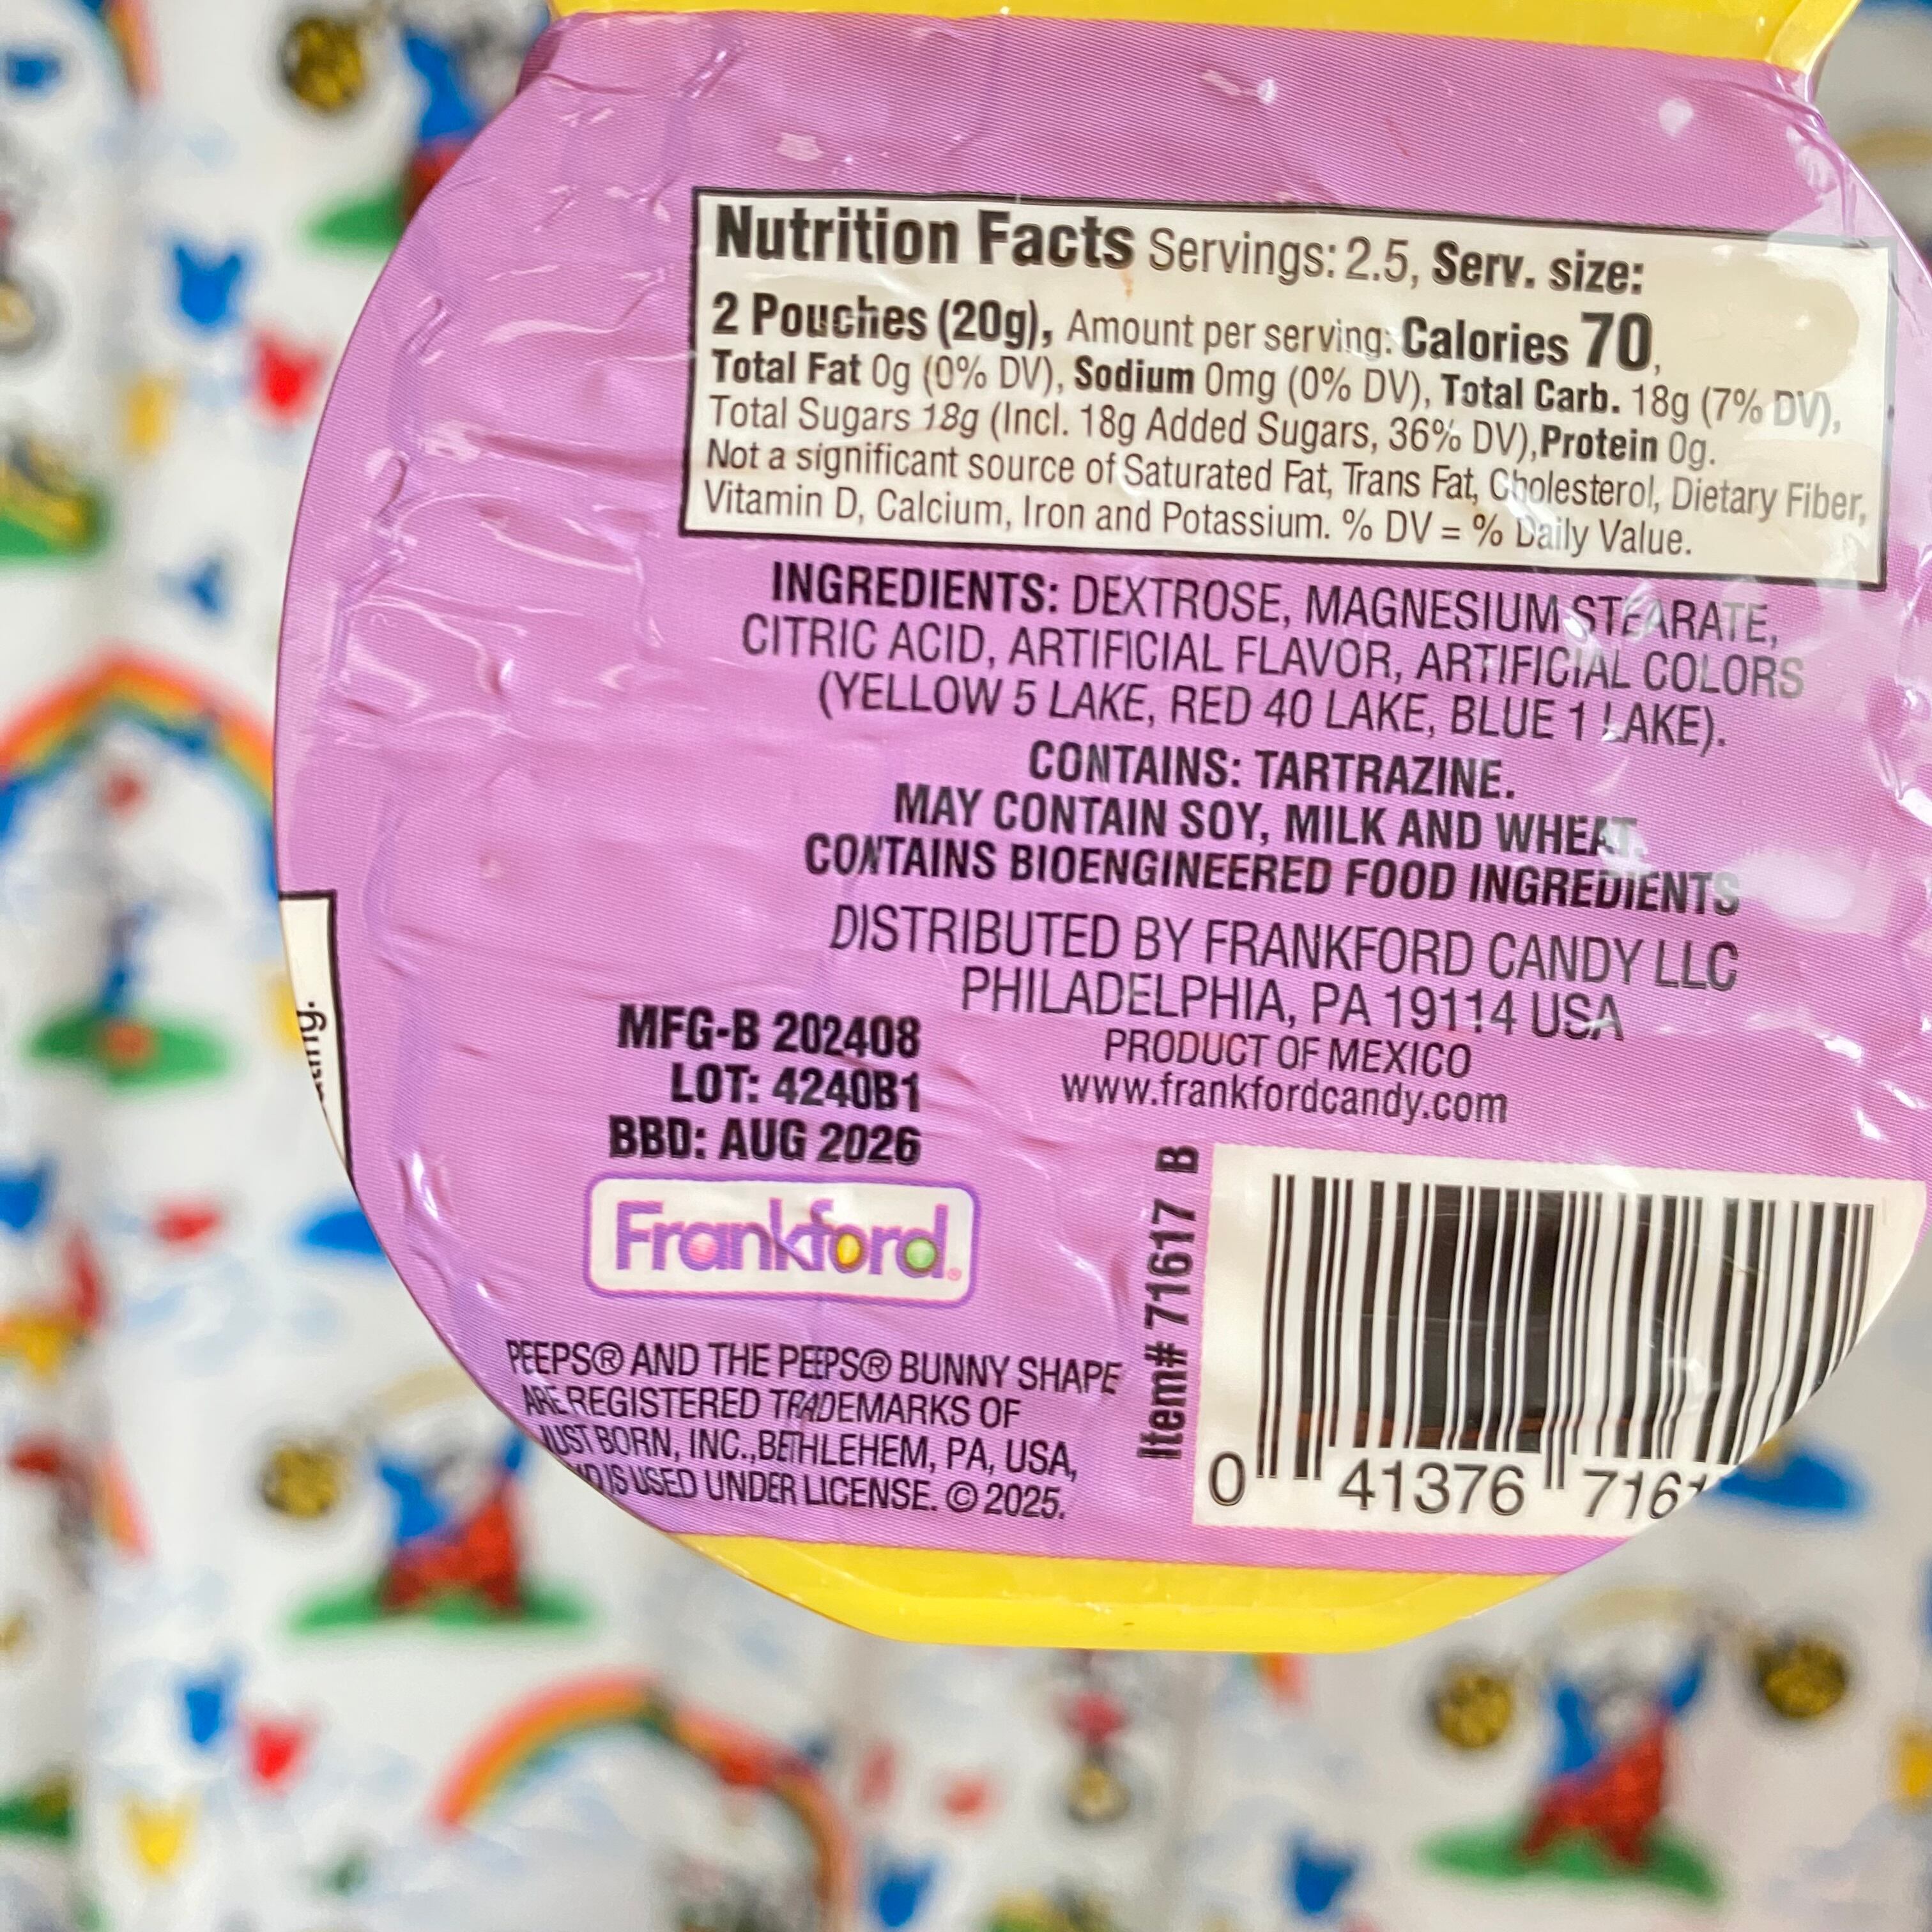 Nutrition Facts Servings: 2.5, Serv. size:
2 Pouches (20g), Amount per serving: Calories 70,
Total Fat 0g (0% DV), Sodium 0mg (0% DV), Total Carb. 18g (7% DV),
Total Sugars 18g (Incl. 18g Added Sugars, 36% DV),Protein 0g.
Not a significant source of Saturated Fat, Trans Fat, Cholesterol, Dietary Fiber,
Vitamin D, Calcium, Iron and Potassium. % DV = % Daily Value.
INGREDIENTS: DEXTROSE, MAGNESIUM STEARATE,
CITRIC ACID, ARTIFICIAL FLAVOR, ARTIFICIAL COLORS
(YELLOW 5 LAKE, RED 40 LAKE, BLUE 1 LAKE).
CONTAINS: TARTRAZINE.
MAY CONTAIN SOY, MILK AND WHEAT.
CONTAINS BIOENGINEERED FOOD INGREDIENTS
DISTRIBUTED BY FRANKFORD CANDY LLC
PHILADELPHIA, PA 19114 USA
PRODUCT OF MEXICO
www.frankfordcandy.com
MFG-B 202408
LOT: 4240B1
BBD: AUG 2026
Frankford®
PEEPS® AND THE PEEPS® BUNNY SHAPE
ARE REGISTERED TRADEMARKS OF
JUST BORN, INC.,BETHLEHEM, PA, USA,
IS USED UNDER LICENSE. © 2025.
Item# 71617 B
0 41376 716